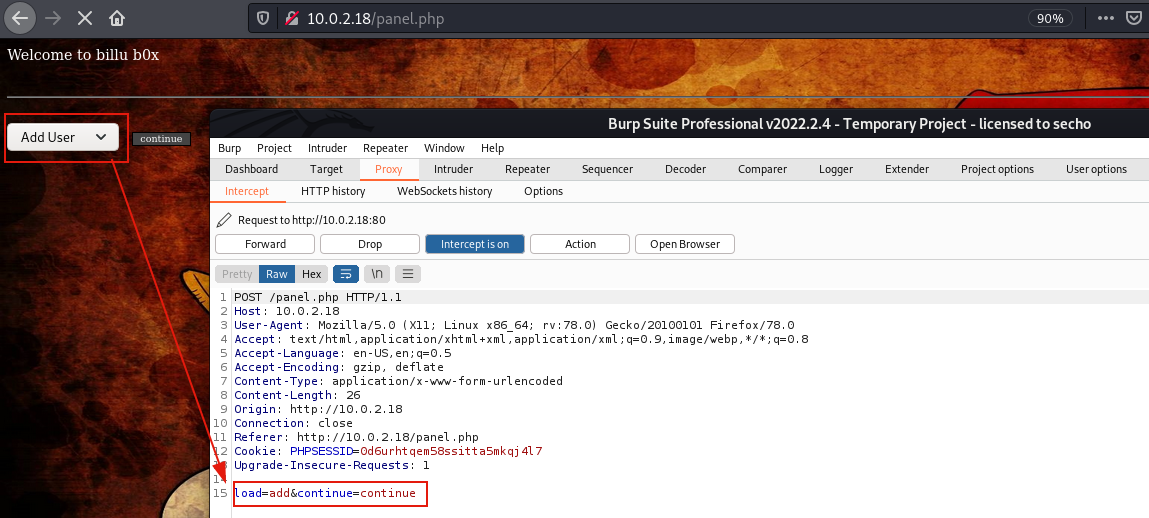 10.0.2.18/panel.php
90%
Welcome to billu b0x
Add User
continue
Burp Suite Professional v2022.2.4 - Temporary Project - licensed to secho
Burp Project Intruder Repeater Window Help
Dashboard Target Proxy Intruder Repeater Sequencer Decoder Comparer Logger Extender Project options User options
Intercept HTTP history WebSockets history Options
Request to http://10.0.2.18:80
Forward Drop Intercept is on Action Open Browser
Pretty Raw Hex \n
1 POST /panel.php HTTP/1.1
2 Host: 10.0.2.18
3 User-Agent: Mozilla/5.0 (X11; Linux x86_64; rv:78.0) Gecko/20100101 Firefox/78.0
4 Accept: text/html,application/xhtml+xml,application/xml;q=0.9,image/webp,*/*;q=0.8
5 Accept-Language: en-US,en;q=0.5
6 Accept-Encoding: gzip, deflate
7 Content-Type: application/x-www-form-urlencoded
8 Content-Length: 26
9 Origin: http://10.0.2.18
10 Connection: close
11 Referer: http://10.0.2.18/panel.php
12 Cookie: PHPSESSID=0d6urhtqem58ssitta5mkqj4l7
13 Upgrade-Insecure-Requests: 1
14
15 load=add&continue=continue